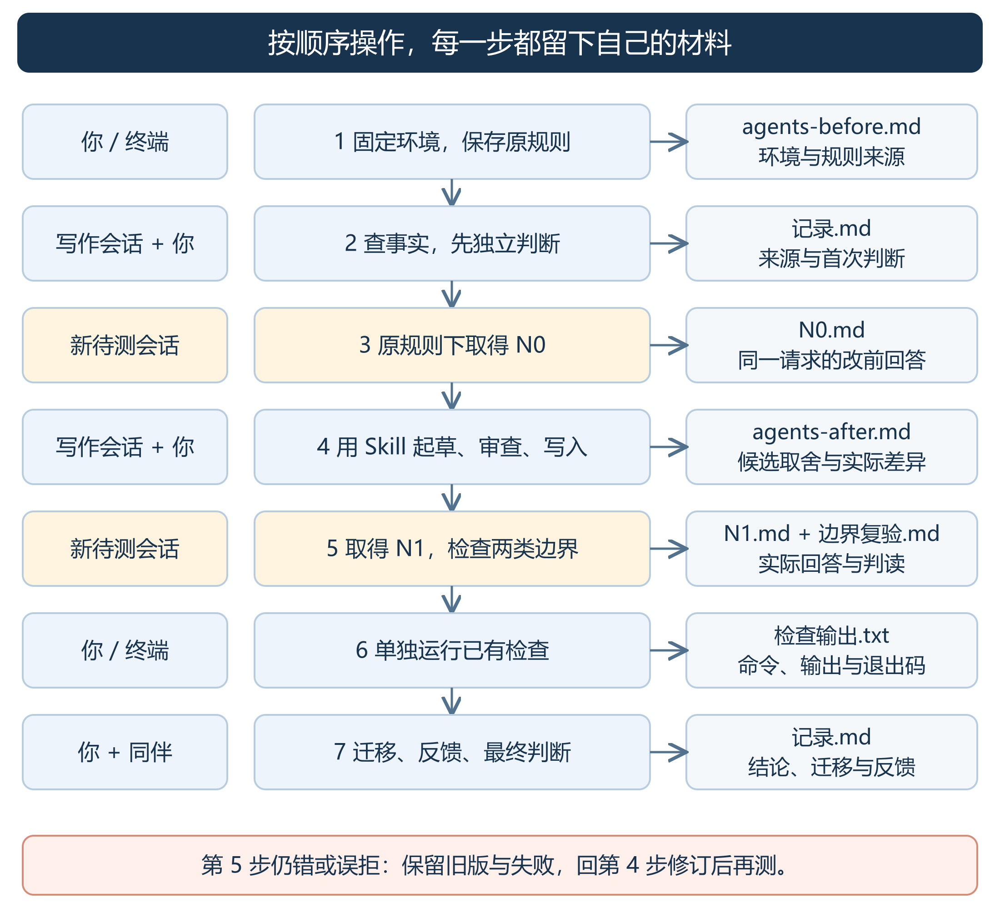 按顺序操作，每一步都留下自己的材料
你 / 终端
1 固定环境，保存原规则
agents-before.md
环境与规则来源
写作会话 + 你
2 查事实，先独立判断
记录.md
来源与首次判断
新待测会话
3 原规则下取得 N0
N0.md
同一请求的改前回答
写作会话 + 你
4 用 Skill 起草、审查、写入
agents-after.md
候选取舍与实际差异
新待测会话
5 取得 N1，检查两类边界
N1.md + 边界复验.md
实际回答与判读
你 / 终端
6 单独运行已有检查
检查输出.txt
命令、输出与退出码
你 + 同伴
7 迁移、反馈、最终判断
记录.md
结论、迁移与反馈
第 5 步仍错或误拒：保留旧版与失败，回第 4 步修订后再测。